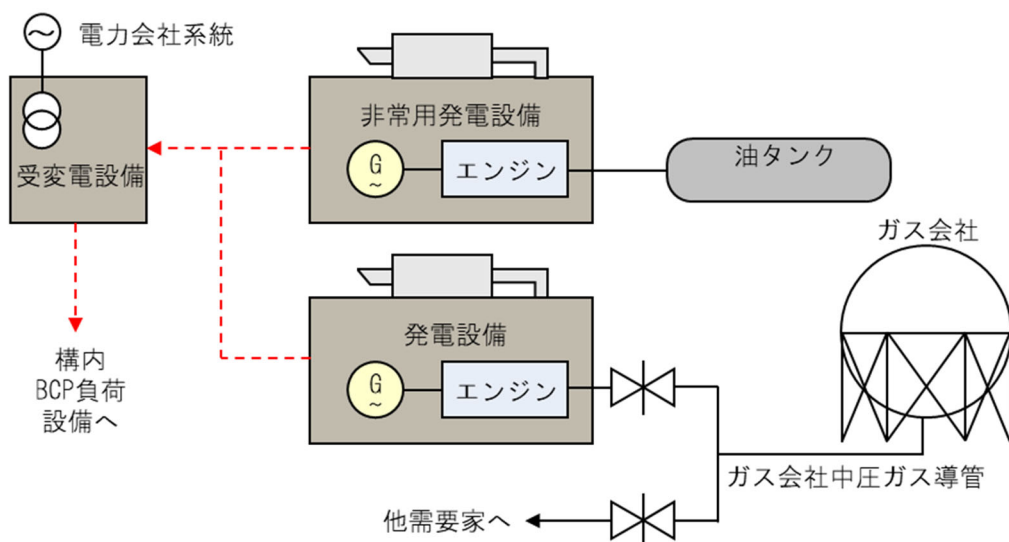 電力会社系統
受変電設備
構内
BCP負荷
設備へ
非常用発電設備
G
~
エンジン
油タンク
ガス会社
発電設備
G
~
エンジン
ガス会社中圧ガス導管
他需要家へ